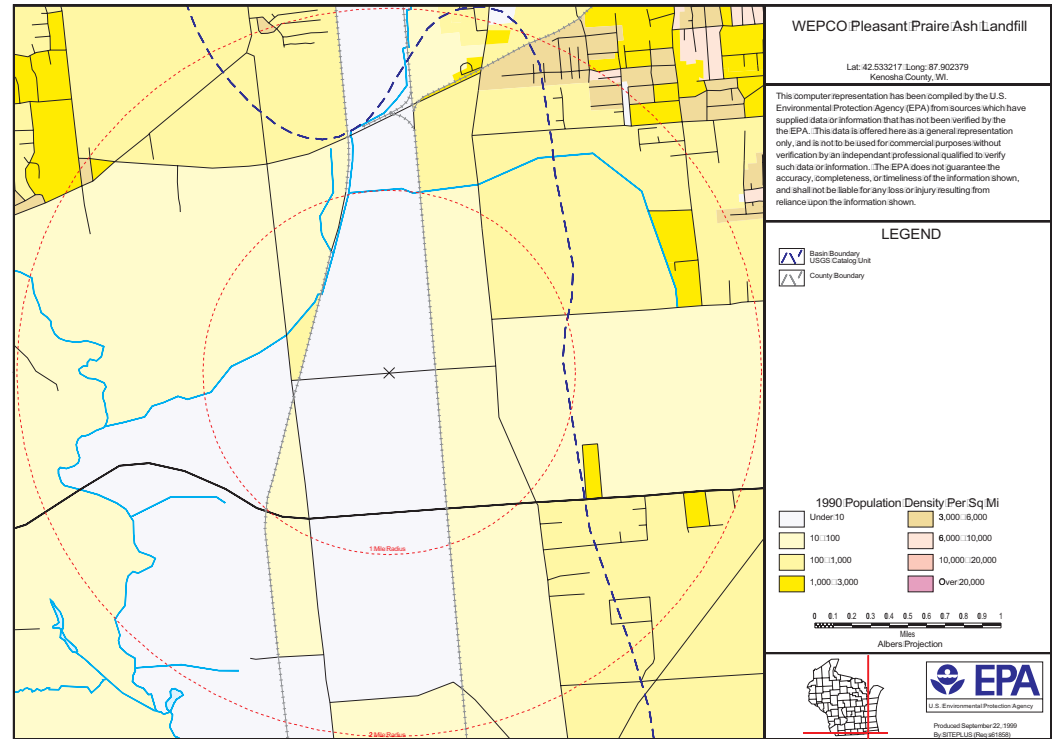 WEPCO Pleasant Praire Ash Landfill
Lat: 42.533217 Long: 87.902379
Kenosha County, WI.
This computer representation has been compiled by the U.S.
Environmental Protection Agency (EPA) from sources which have
supplied data or information that has not been verified by the
the EPA. This data is offered here as a general representation
only, and is not to be used for commercial purposes without
verification by an independant professional qualified to verify
such data or information. The EPA does not guarantee the
accuracy, completeness, or timeliness of the information shown,
and shall not be liable for any loss or injury resulting from
reliance upon the information shown.
LEGEND
Basin Boundary
USGS Catalog Unit
County Boundary
1990 Population Density Per Sq Mi
Under 10
10 100
100 1,000
1,000 3,000
3,000 6,000
6,000 10,000
10,000 20,000
Over 20,000
0 0.1 0.2 0.3 0.4 0.5 0.6 0.7 0.8 0.9 1
Miles
Albers Projection
EPA
U.S. Environmental Protection Agency
Produced September 22, 1999
By SITEPLUS (Req a61858)
1 Mile Radius
2 Mile Radius